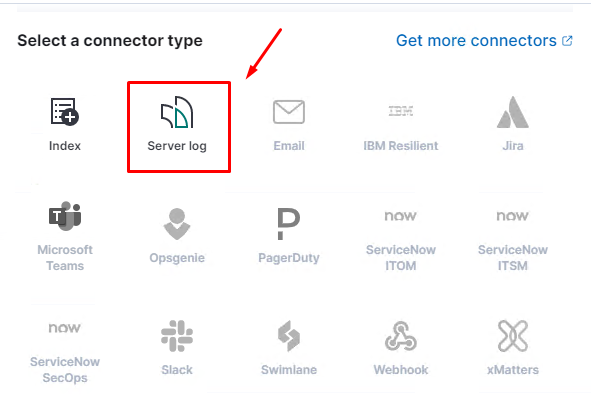 Select a connector type
Get more connectors
Index
Server log
Email
IBM
IBM Resilient
Jira
T
Microsoft
Teams
Opsgenie
PagerDuty
now
ServiceNow
ITOM
now
ServiceNow
ITSM
now
ServiceNow
SecOps
Slack
Swimlane
Webhook
xMatters